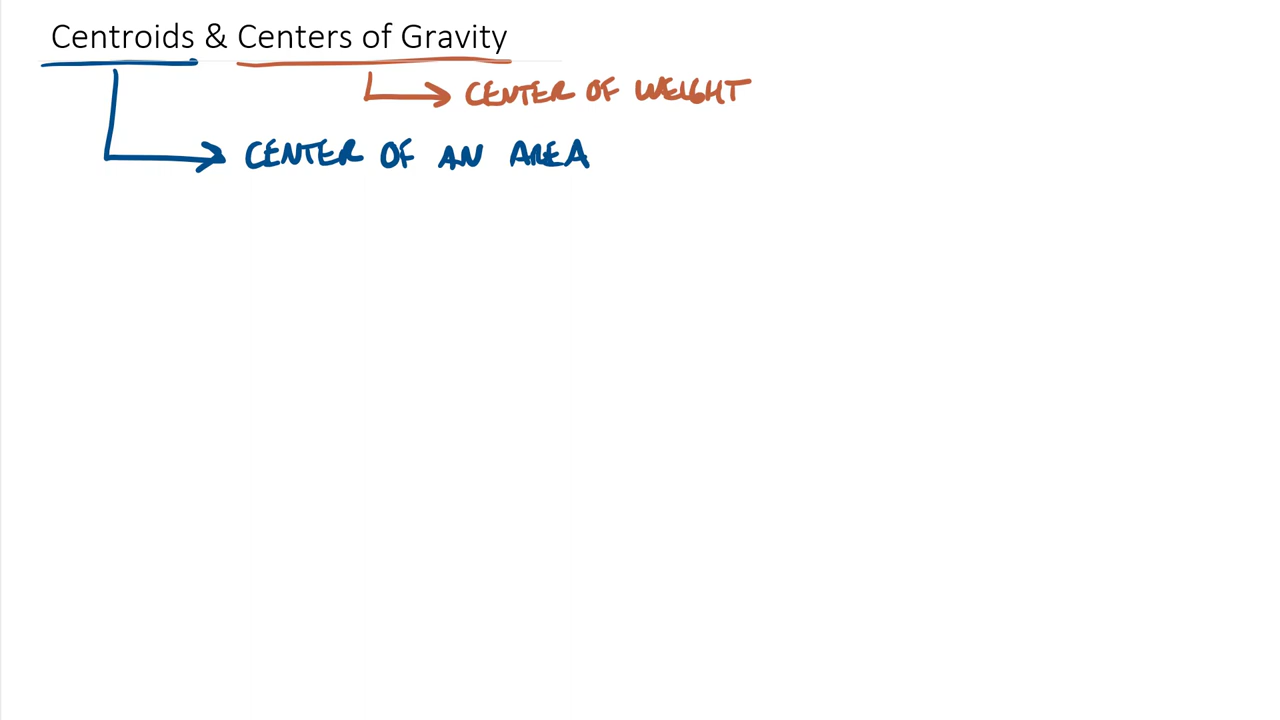 Centroids & Centers of Gravity
CENTER OF WEIGHT
CENTER OF AN AREA